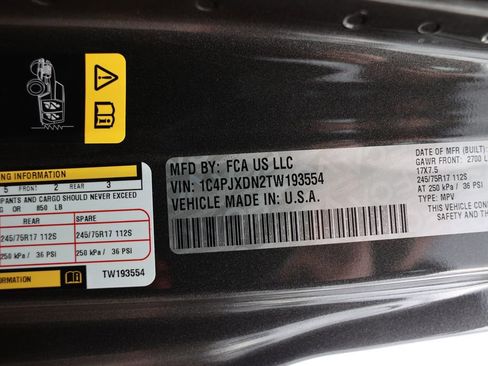 ING INFORMATION
5 FRONT 2 REAR 3
PANTS AND CARGO SHOULD NEVER EXCEED
G OR 850 LB
REAR SPARE
245/75R17 112S 245/75R17 112S
250 kPa / 36 PSI 250 kPa / 36 PSI
TW193554
INFORMATION
MFD BY: FCA US LLC
VIN: 1C4PJXDN2TW193554
VEHICLE MADE IN: U.S.A.
DATE OF MFR (BUILT):
GAWR FRONT: 2700 L
17X7.5
245/75R17 112S
AT 250 kPa / 36 PSI
TYPE: MPV
THIS VEHICLE CONF
SAFETY AND THE